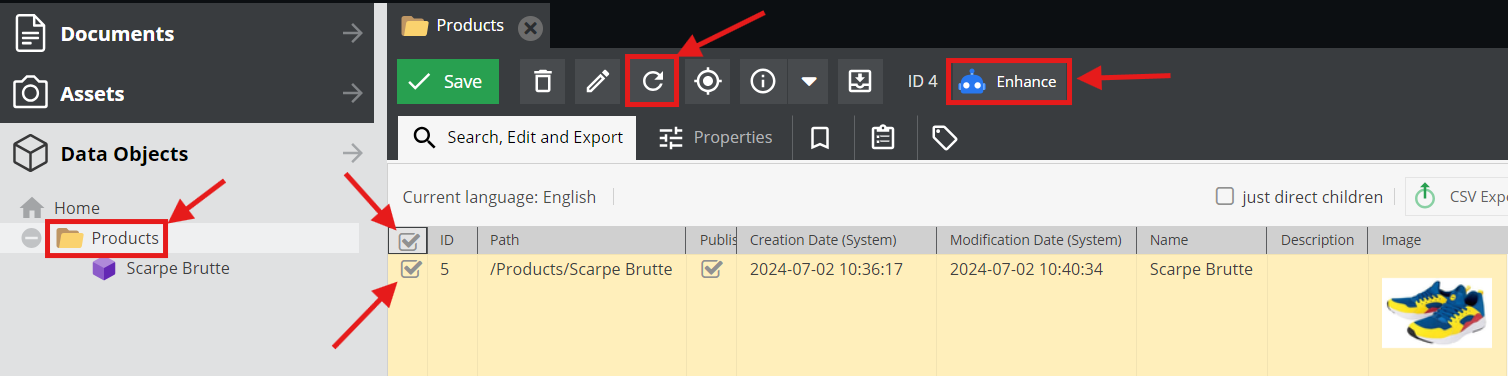 Documents
Assets
Data Objects
Home
Products
Scarpe Brutte
Products
Save
ID 4
Enhance
Search, Edit and Export
Properties
Current language: English
just direct children
CSV Expo
ID Path Publis Creation Date (System) Modification Date (System) Name Description Image
5 /Products/Scarpe Brutte 2024-07-02 10:36:17 2024-07-02 10:40:34 Scarpe Brutte